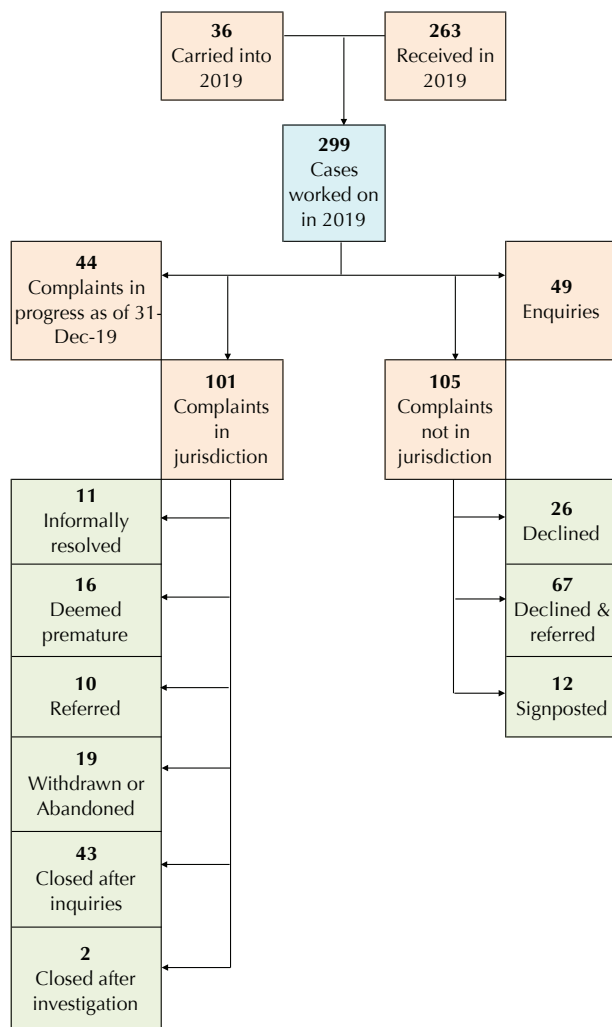 36
Carried into
2019
263
Received in
2019
299
Cases
worked on
in 2019
44
Complaints in
progress as of 31-
Dec-19
49
Enquiries
101
Complaints
in
jurisdiction
105
Complaints
not in
jurisdiction
11
Informally
resolved
16
Deemed
premature
10
Referred
19
Withdrawn or
Abandoned
43
Closed after
inquiries
2
Closed after
investigation
26
Declined
67
Declined &
referred
12
Signposted